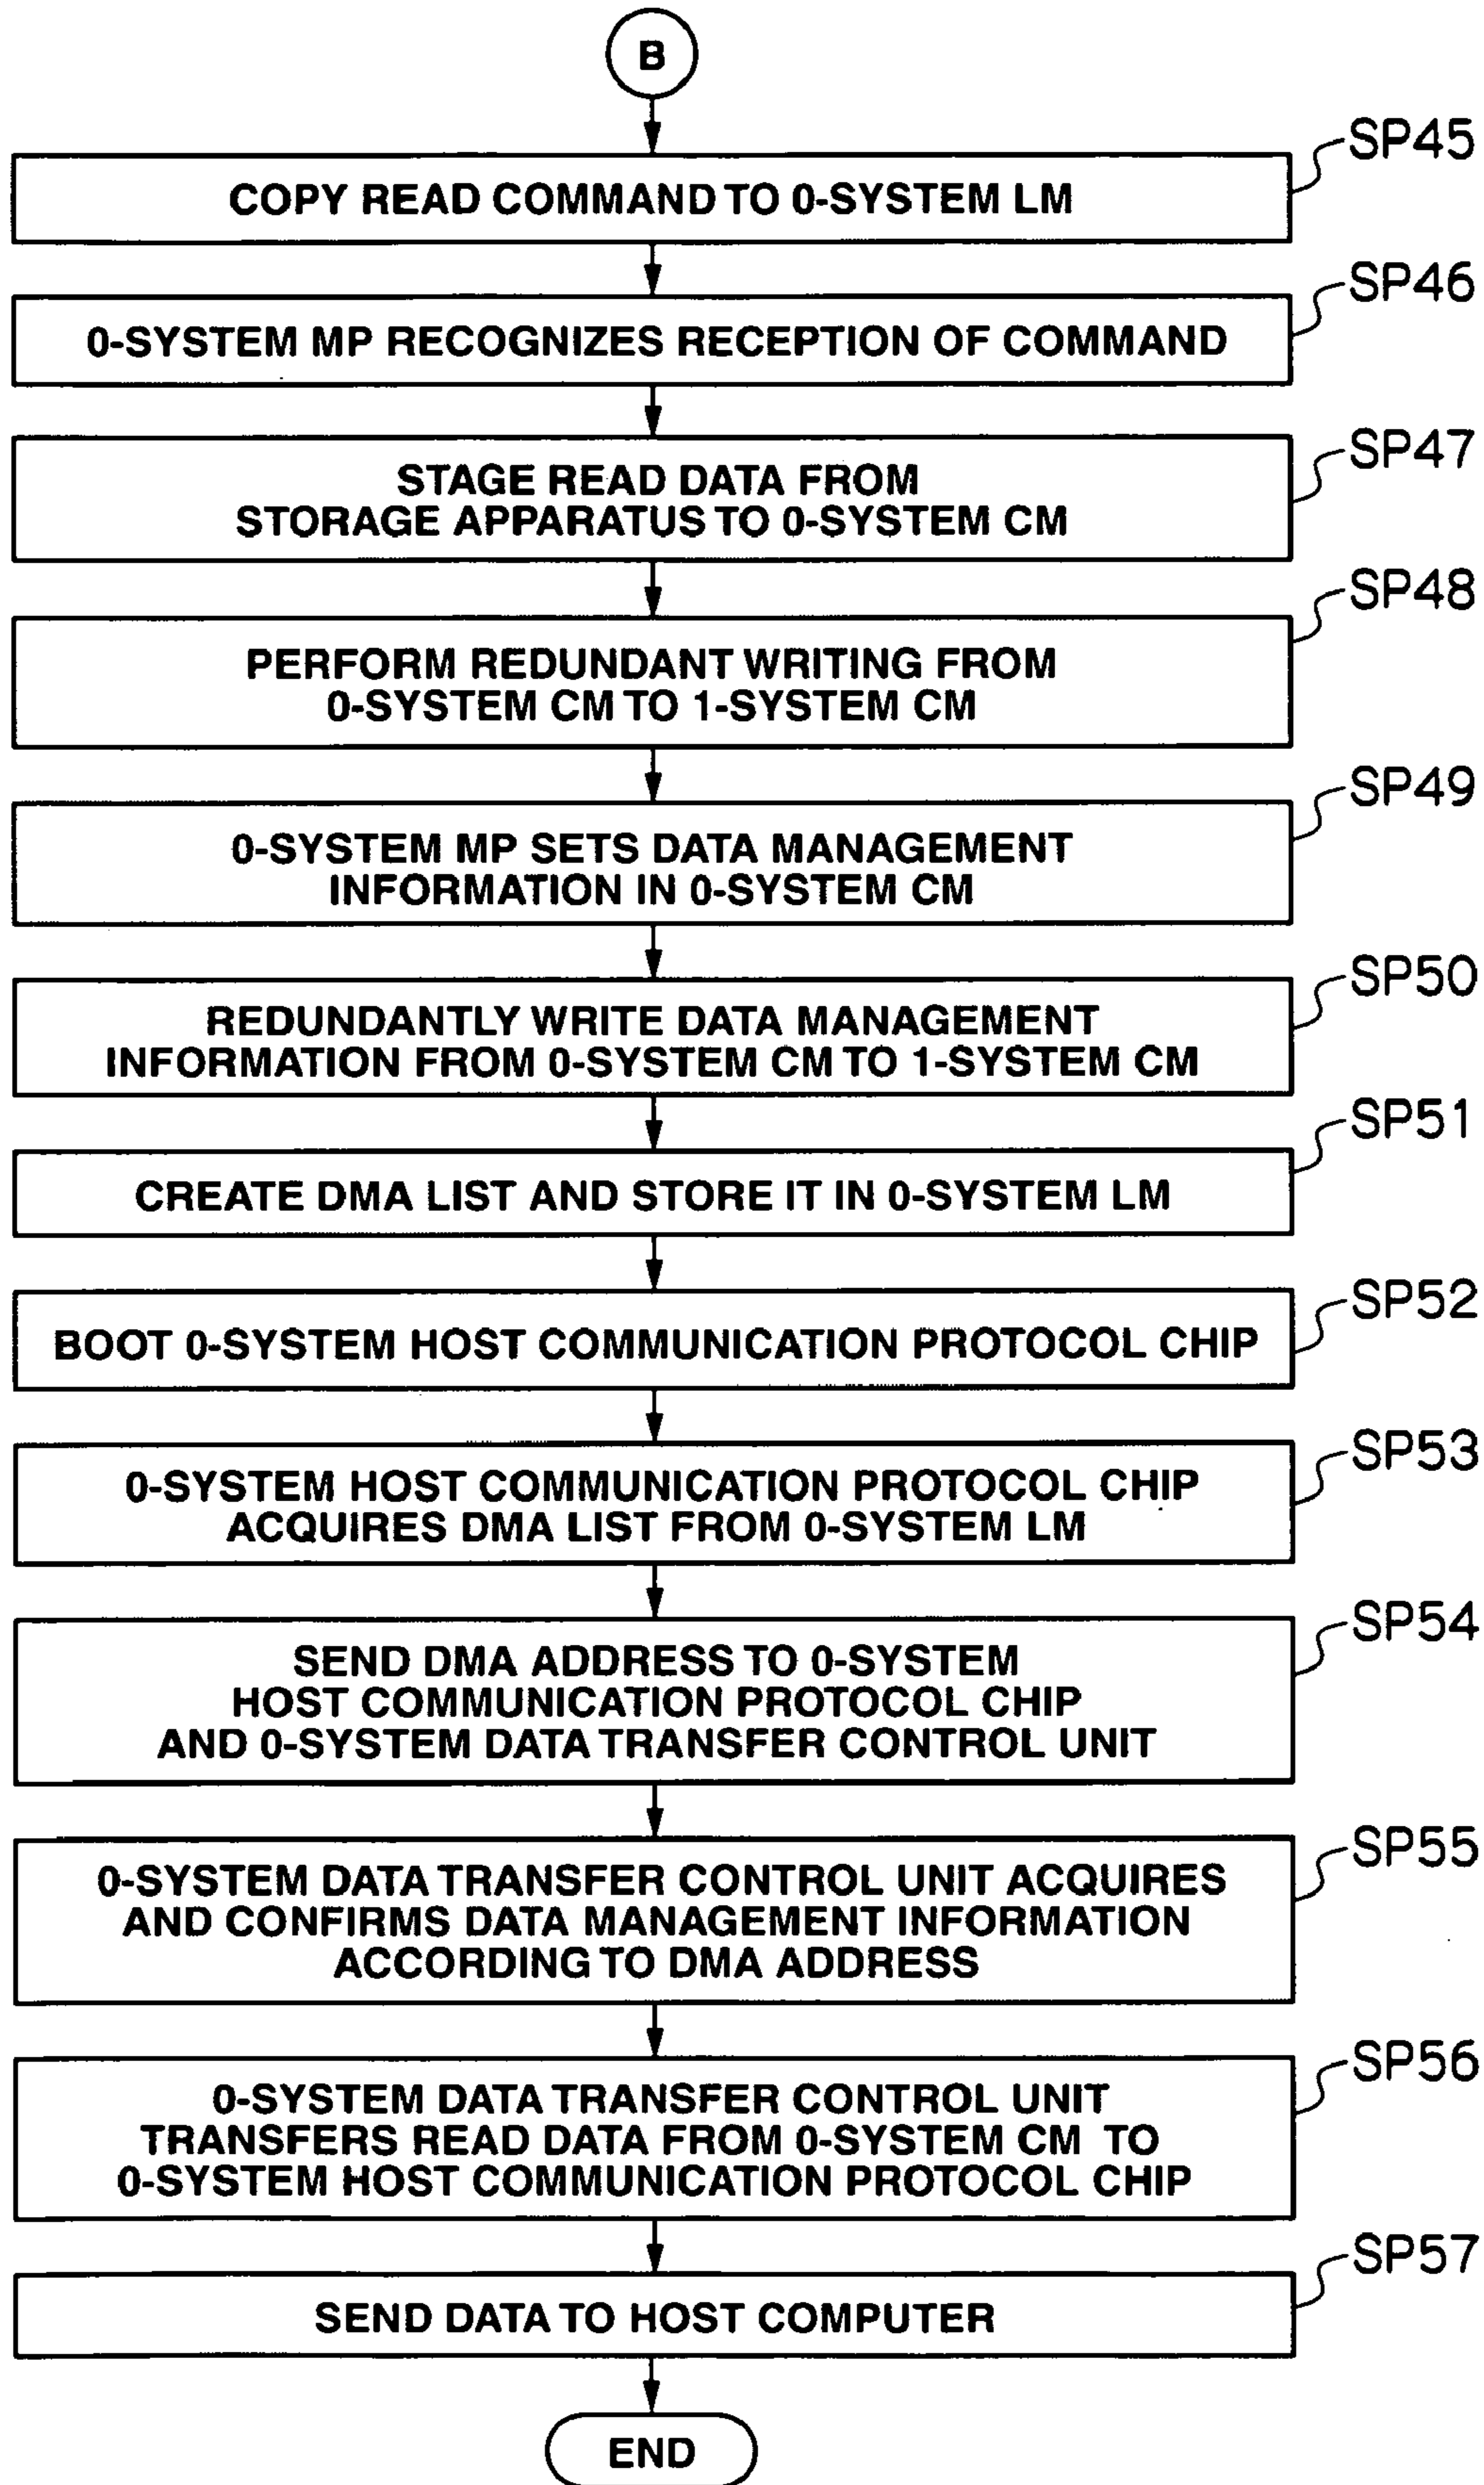 B
SP45
COPY READ COMMAND TO 0-SYSTEM LM
SP46
0-SYSTEM MP RECOGNIZES RECEPTION OF COMMAND
SP47
STAGE READ DATA FROM
STORAGE APPARATUS TO 0-SYSTEM CM
SP48
PERFORM REDUNDANT WRITING FROM
0-SYSTEM CM TO 1-SYSTEM CM
SP49
0-SYSTEM MP SETS DATA MANAGEMENT
INFORMATION IN 0-SYSTEM CM
SP50
REDUNDANTLY WRITE DATA MANAGEMENT
INFORMATION FROM 0-SYSTEM CM TO 1-SYSTEM CM
SP51
CREATE DMA LIST AND STORE IT IN 0-SYSTEM LM
SP52
BOOT 0-SYSTEM HOST COMMUNICATION PROTOCOL CHIP
SP53
0-SYSTEM HOST COMMUNICATION PROTOCOL CHIP
ACQUIRES DMA LIST FROM 0-SYSTEM LM
SP54
SEND DMA ADDRESS TO 0-SYSTEM
HOST COMMUNICATION PROTOCOL CHIP
AND 0-SYSTEM DATA TRANSFER CONTROL UNIT
SP55
0-SYSTEM DATA TRANSFER CONTROL UNIT ACQUIRES
AND CONFIRMS DATA MANAGEMENT INFORMATION
ACCORDING TO DMA ADDRESS
SP56
0-SYSTEM DATA TRANSFER CONTROL UNIT
TRANSFERS READ DATA FROM 0-SYSTEM CM TO
0-SYSTEM HOST COMMUNICATION PROTOCOL CHIP
SP57
SEND DATA TO HOST COMPUTER
END